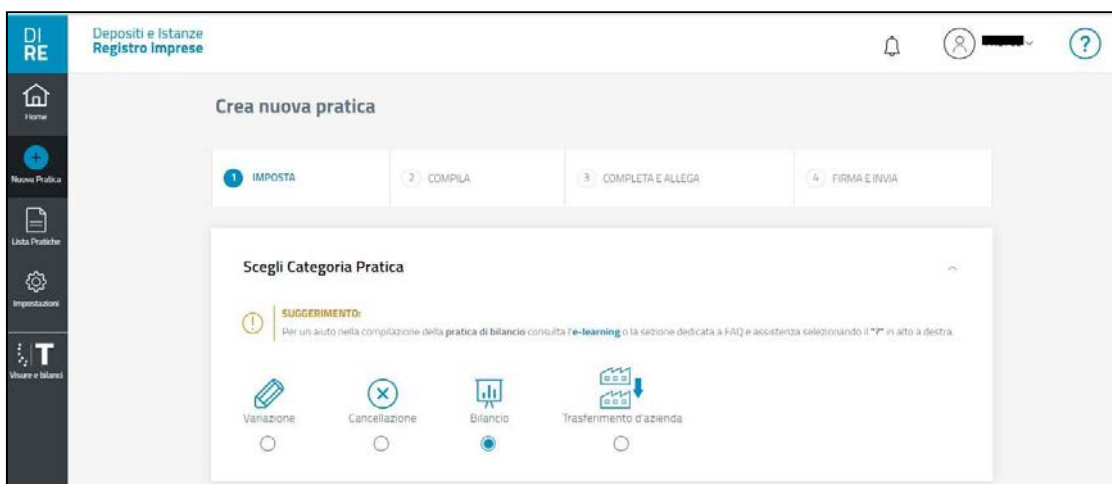 DI
RE
Depositi e Istanze
Registro Imprese
?
Home
Nuova Pratica
Lista Pratiche
Impostazioni
T
Visure e bilanci
Crea nuova pratica
1 IMPOSTA
2 COMPILA
3 COMPLETA E ALLEGA
4 FIRMA E INVIA
Scegli Categoria Pratica
SUGGERIMENTO:
Per un aiuto nella compilazione della pratica di bilancio consulta l'e-learning o la sezione dedicata a FAQ e assistenza selezionando il "?" in alto a destra.
Variazione
Cancellazione
Bilancio
Trasferimento d'azienda